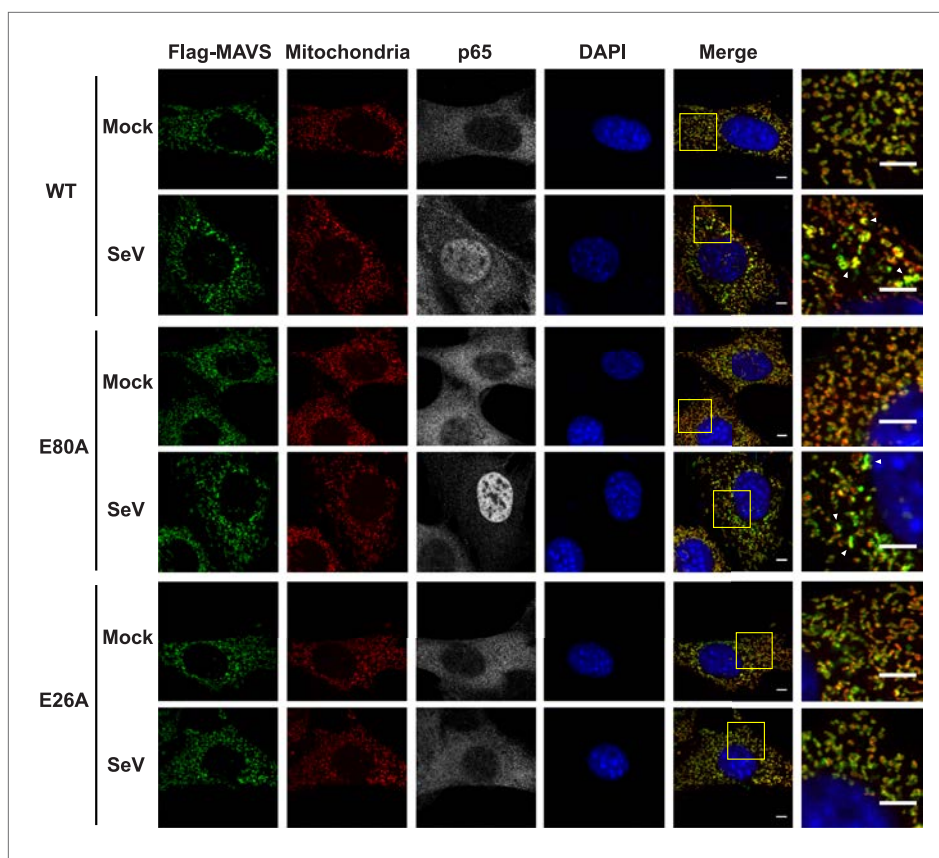 Flag-MAVS Mitochondria p65 DAPI Merge
WT
Mock
SeV
E80A
Mock
SeV
E26A
Mock
SeV